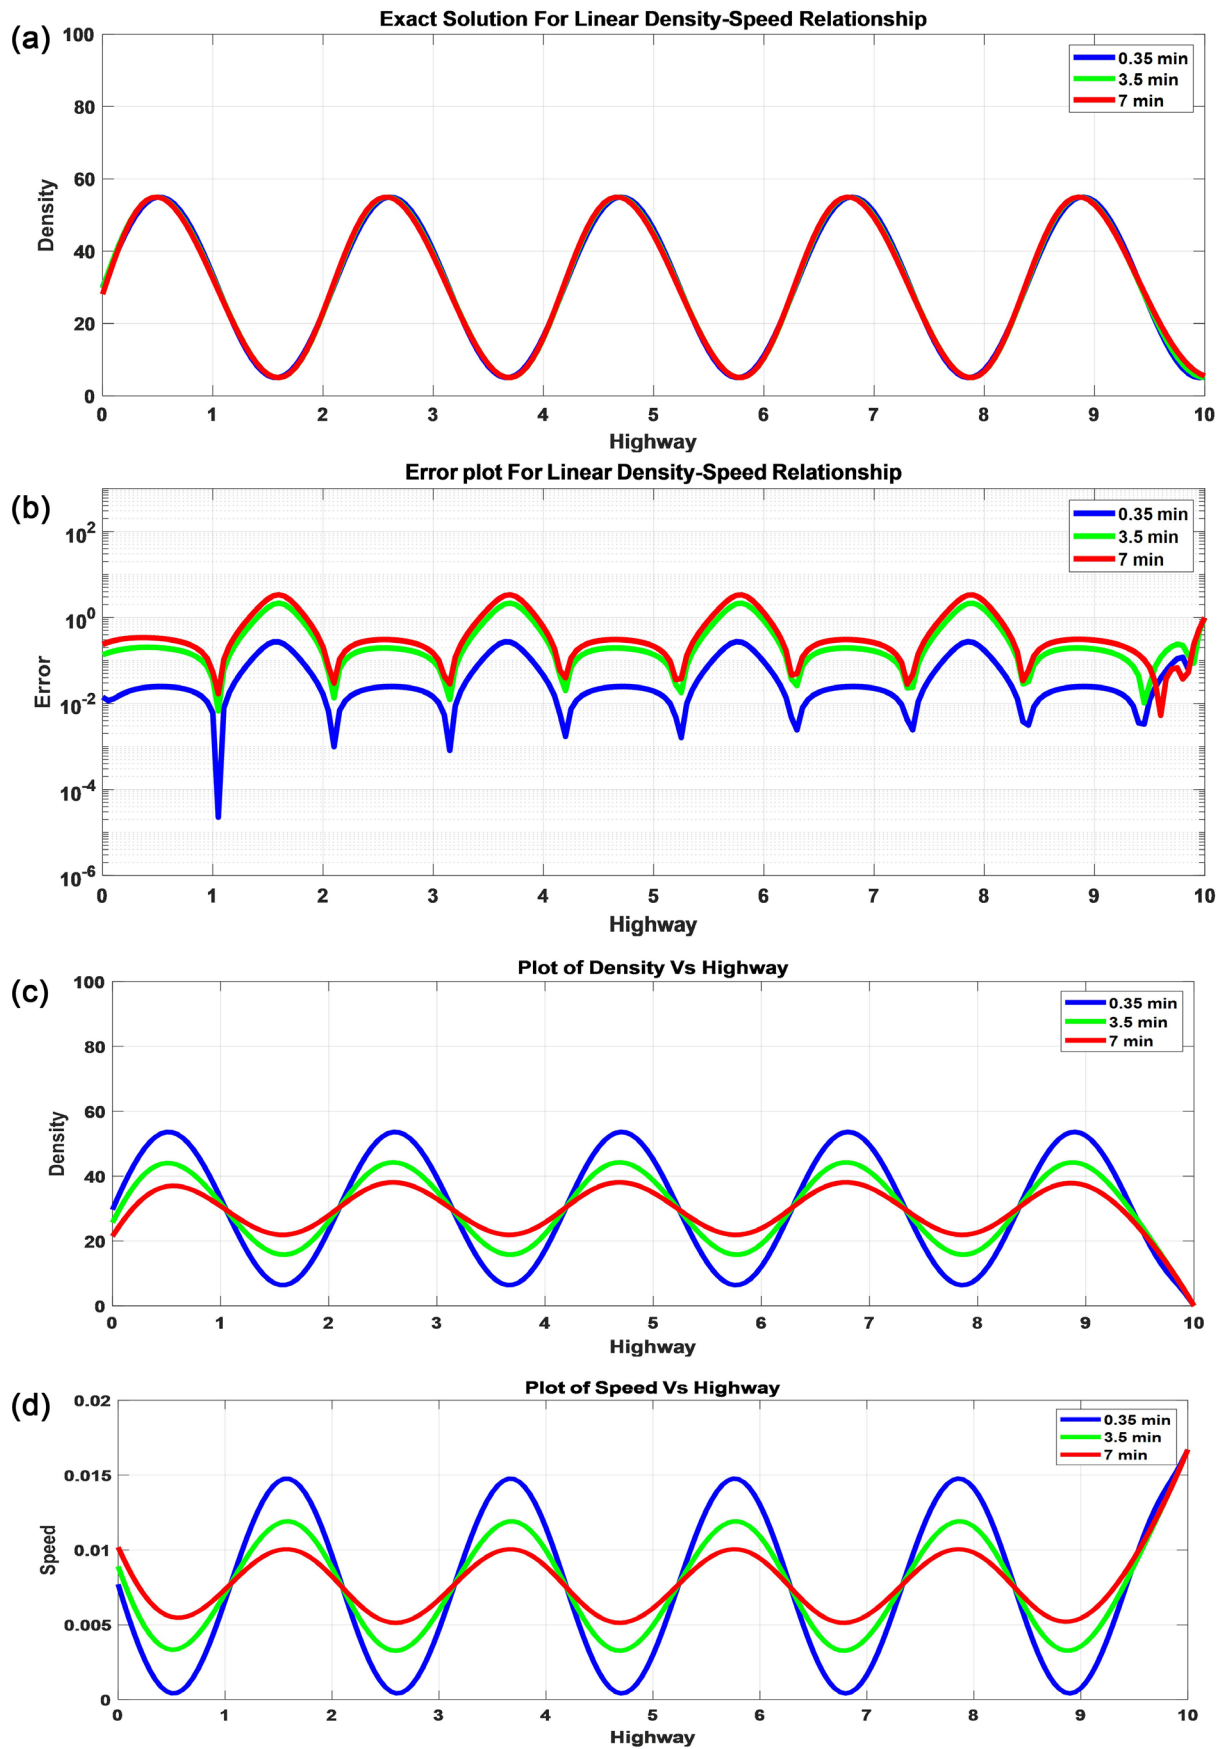 (a)
Exact Solution For Linear Density-Speed Relationship
100
80
60
40
20
0
Density
0.35 min
3.5 min
7 min
0 1 2 3 4 5 6 7 8 9 10
Highway
(b)
Error plot For Linear Density-Speed Relationship
10^2
10^0
10^-2
10^-4
10^-6
Error
0.35 min
3.5 min
7 min
0 1 2 3 4 5 6 7 8 9 10
Highway
(c)
Plot of Density Vs Highway
100
80
60
40
20
0
Density
0.35 min
3.5 min
7 min
0 1 2 3 4 5 6 7 8 9 10
Highway
(d)
Plot of Speed Vs Highway
0.02
0.015
0.01
0.005
0
Speed
0.35 min
3.5 min
7 min
0 1 2 3 4 5 6 7 8 9 10
Highway